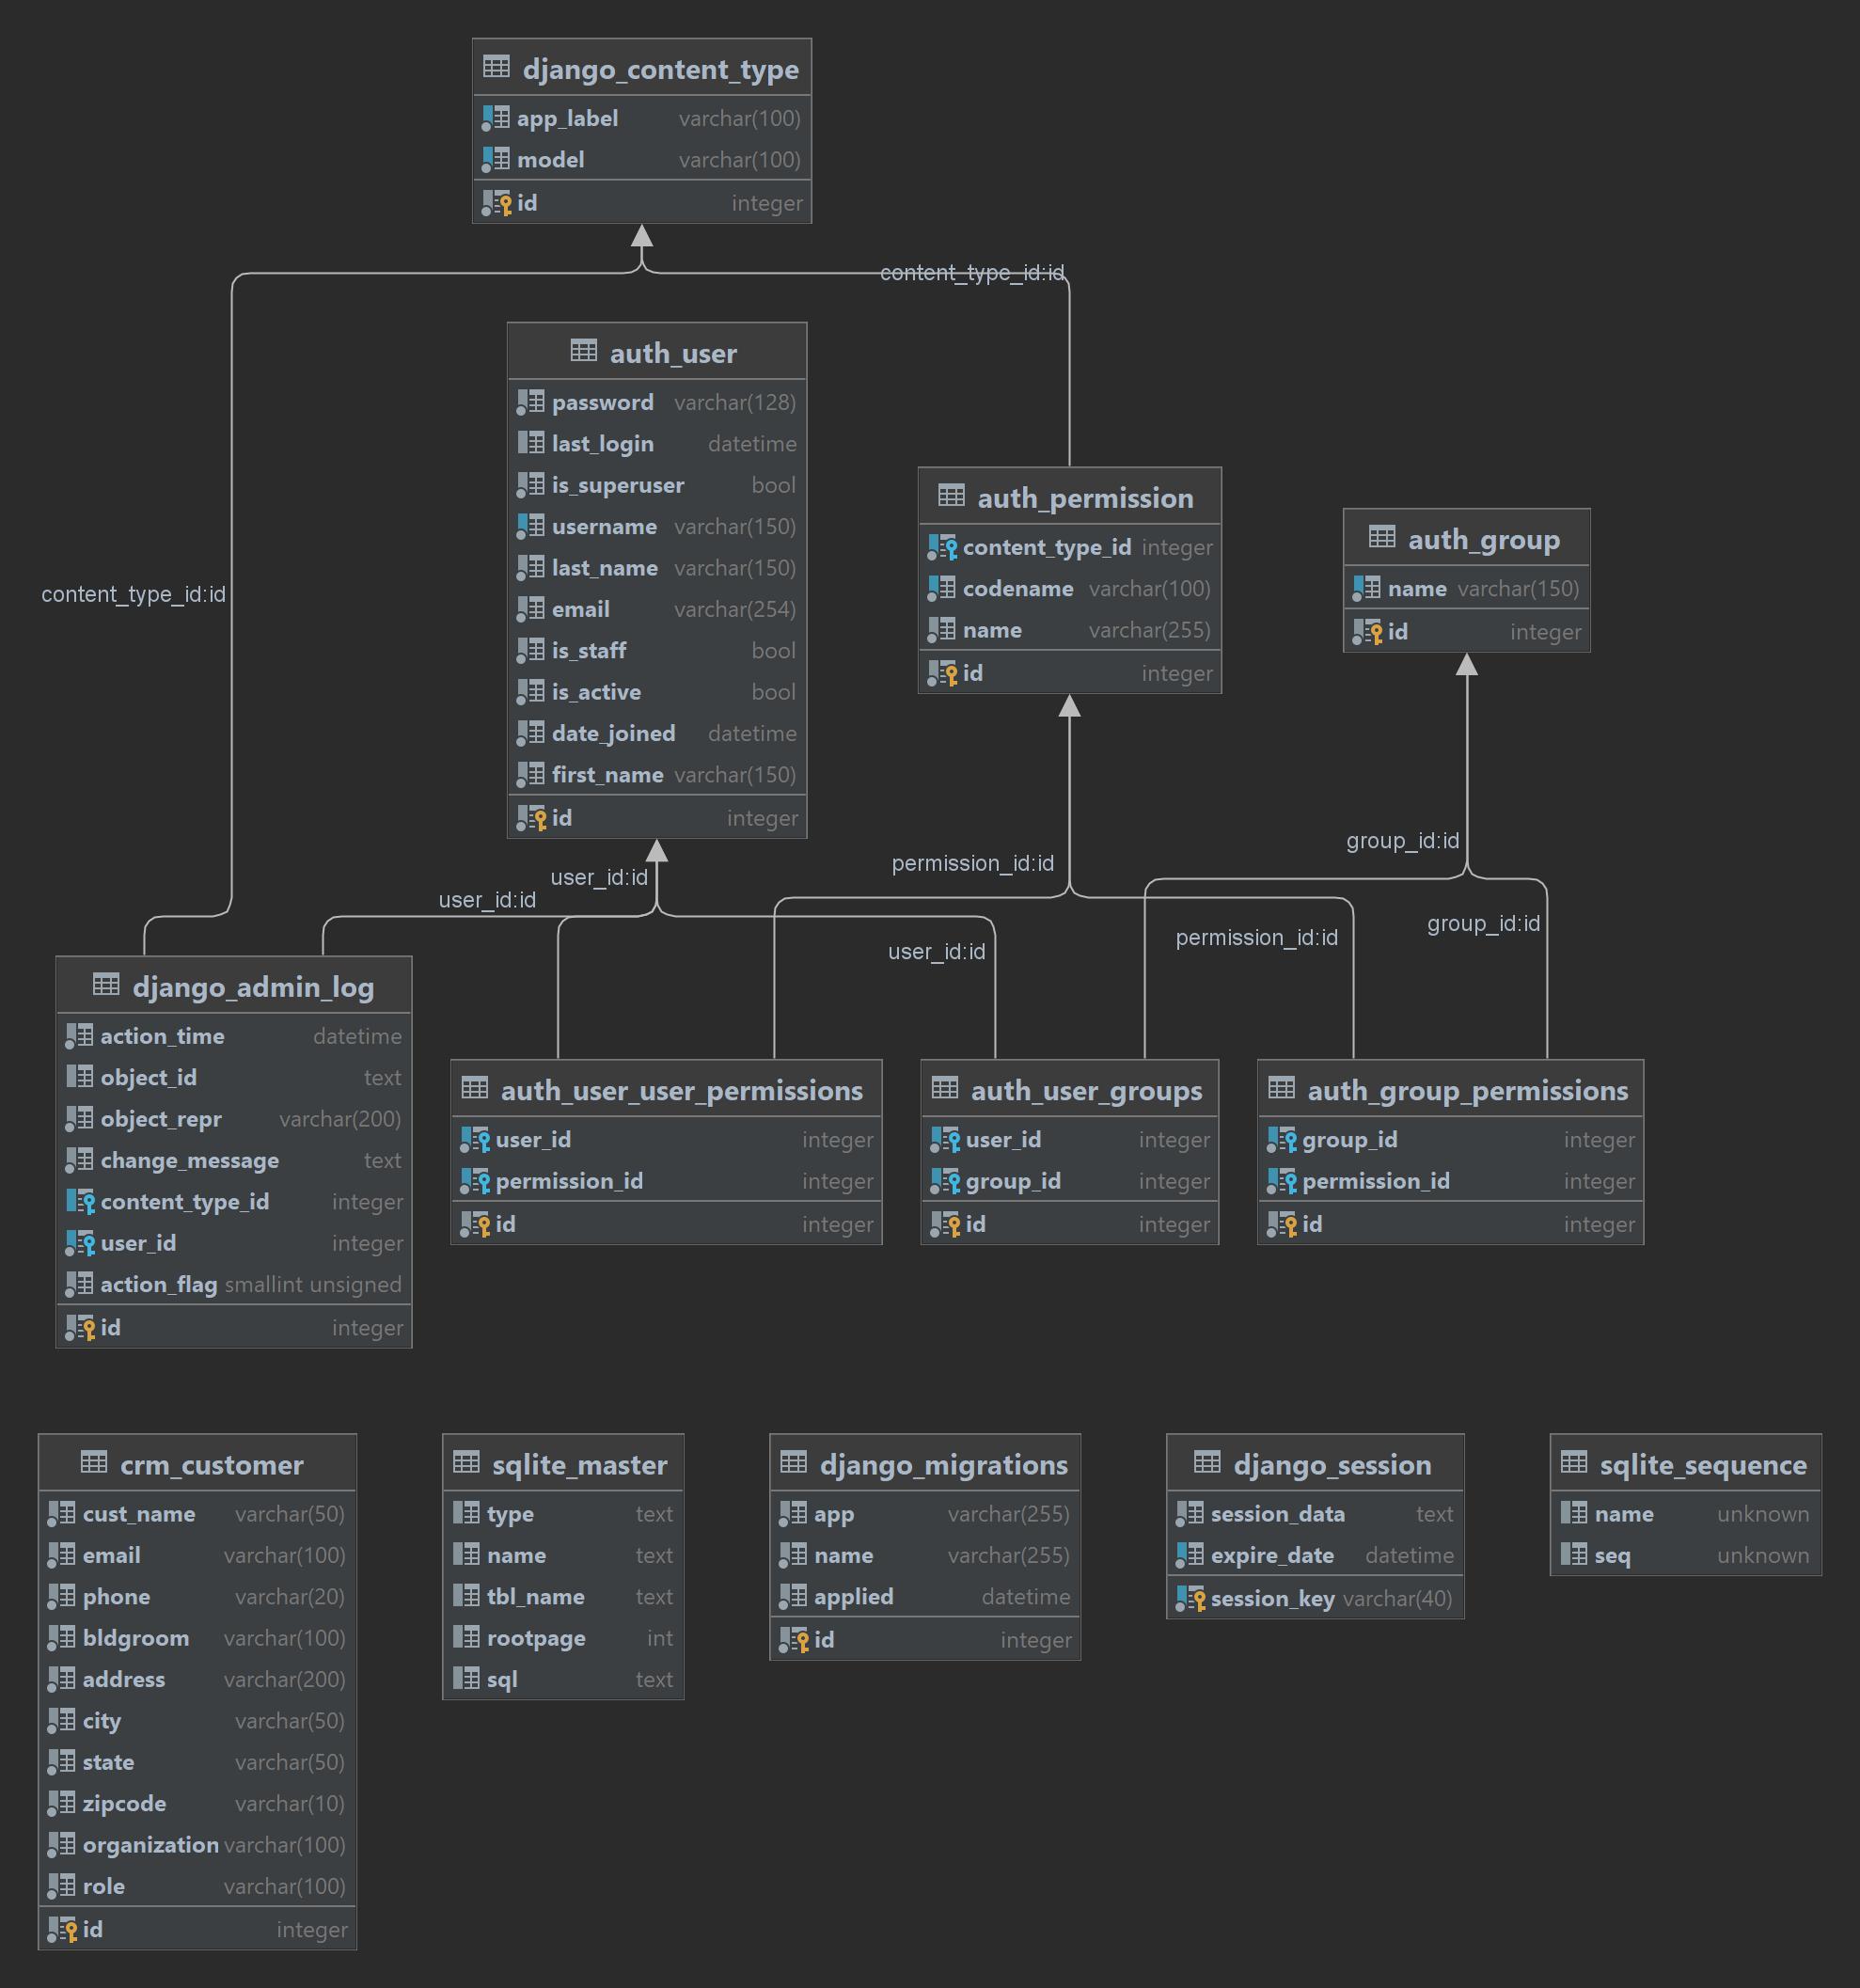 django_content_type
app_label varchar(100)
model varchar(100)
id integer
content_type_id:id
auth_user
password varchar(128)
last_login datetime
is_superuser bool
username varchar(150)
last_name varchar(150)
email varchar(254)
is_staff bool
is_active bool
date_joined datetime
first_name varchar(150)
id integer
auth_permission
content_type_id integer
codename varchar(100)
name varchar(255)
id integer
auth_group
name varchar(150)
id integer
content_type_id:id
group_id:id
permission_id:id
user_id:id
user_id:id
group_id:id
permission_id:id
user_id:id
django_admin_log
action_time datetime
object_id text
object_repr varchar(200)
change_message text
content_type_id integer
user_id integer
action_flag smallint unsigned
id integer
auth_user_user_permissions
user_id integer
permission_id integer
id integer
auth_user_groups
user_id integer
group_id integer
id integer
auth_group_permissions
group_id integer
permission_id integer
id integer
crm_customer
cust_name varchar(50)
email varchar(100)
phone varchar(20)
bldgroom varchar(100)
address varchar(200)
city varchar(50)
state varchar(50)
zipcode varchar(10)
organization varchar(100)
role varchar(100)
id integer
sqlite_master
type text
name text
tbl_name text
rootpage int
sql text
django_migrations
app varchar(255)
name varchar(255)
applied datetime
id integer
django_session
session_data text
expire_date datetime
session_key varchar(40)
sqlite_sequence
name unknown
seq unknown